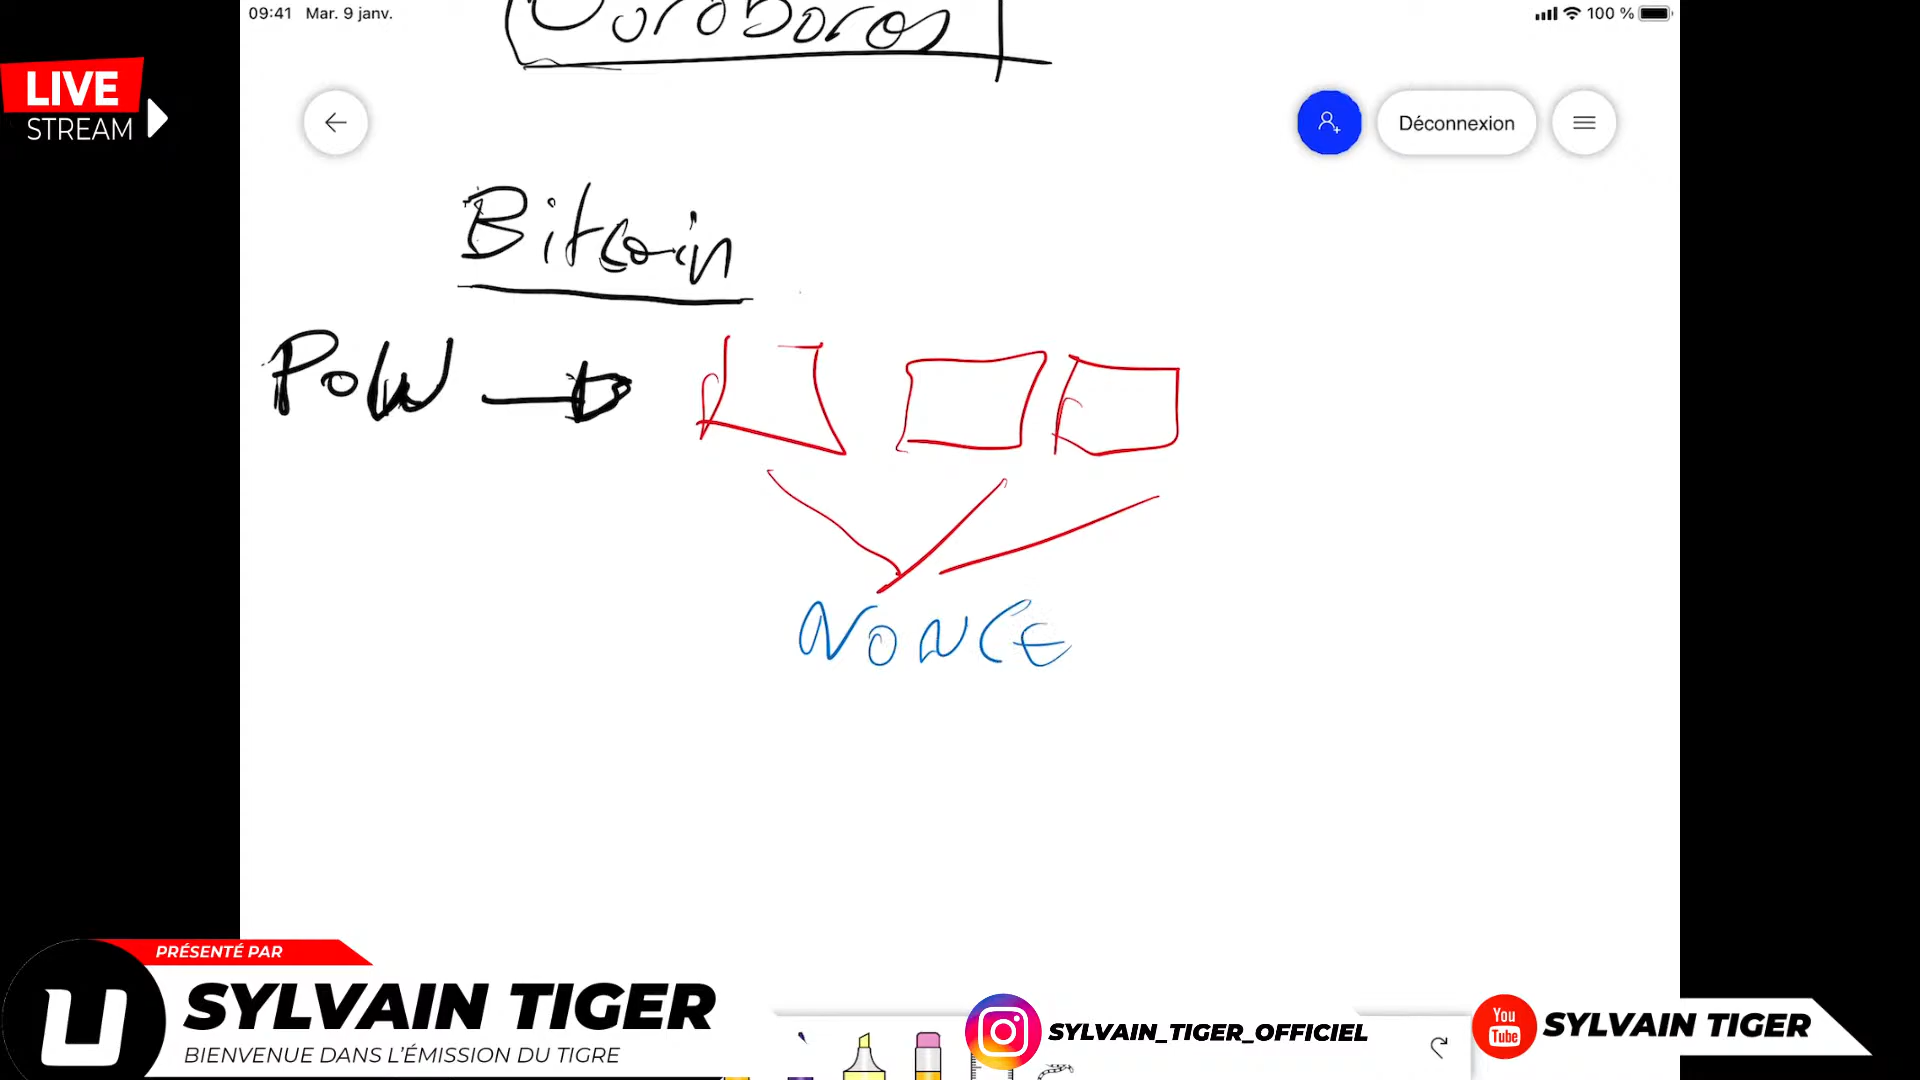 09:41 Mar. 9 janv. 100 %
Ouroboros
LIVE
STREAM
Déconnexion
Bitcoin
PoW
NONCE
PRÉSENTÉ PAR
SYLVAIN TIGER
BIENVENUE DANS L'ÉMISSION DU TIGRE
SYLVAIN_TIGER_OFFICIEL
You
Tube
SYLVAIN TIGER